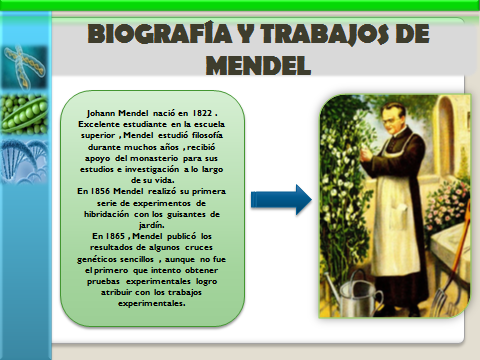 BIOGRAFÍA Y TRABAJOS DE
MENDEL
Johann Mendel nació en 1822 .
Excelente estudiante en la escuela
superior , Mendel estudió filosofía
durante muchos años , recibió
apoyo del monasterio para sus
estudios e investigación a lo largo
de su vida.
En 1856 Mendel realizó su primera
serie de experimentos de
hibridación con los guisantes de
jardín.
En 1865 , Mendel publicó los
resultados de algunos cruces
genéticos sencillos , aunque no fue
el primero que intento obtener
pruebas experimentales logro
atribuir con los trabajos
experimentales.